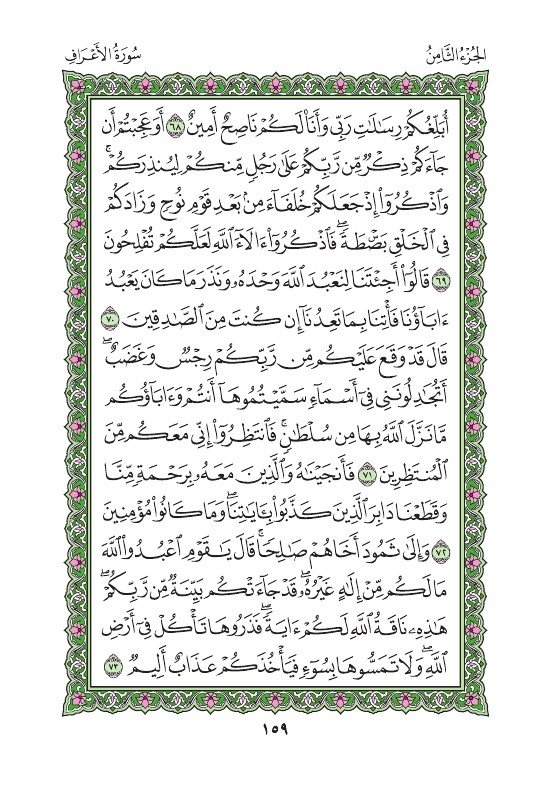 الجُزْءُ الثَّامِنُ
سُورَةُ الأَعْرَافِ
أُبَلِّغُكُمْ رِسَٰلَٰتِ رَبِّي وَأَنَا۠ لَكُمْ نَاصِحٌ أَمِينٌ ٦٨ أَوَعَجِبْتُمْ أَن
جَآءَكُمْ ذِكْرٌ مِّن رَّبِّكُمْ عَلَىٰ رَجُلٍ مِّنكُمْ لِيُنذِرَكُمْ ۚ
وَٱذْكُرُوٓا۟ إِذْ جَعَلَكُمْ خُلَفَآءَ مِنۢ بَعْدِ قَوْمِ نُوحٍ وَزَادَكُمْ
فِي ٱلْخَلْقِ بَصْۜطَةً ۖ فَٱذْكُرُوٓا۟ ءَالَآءَ ٱللَّهِ لَعَلَّكُمْ تُفْلِحُونَ
٦٩ قَالُوٓا۟ أَجِئْتَنَا لِنَعْبُدَ ٱللَّهَ وَحْدَهُۥ وَنَذَرَ مَا كَانَ يَعْبُدُ
ءَابَآؤُنَا فَأْتِنَا بِمَا تَعِدُنَآ إِن كُنتَ مِنَ ٱلصَّٰدِقِينَ ٧٠
قَالَ قَدْ وَقَعَ عَلَيْكُم مِّن رَّبِّكُمْ رِجْسٌ وَغَضَبٌ ۖ
أَتُجَٰدِلُونَنِي فِيٓ أَسْمَآءٍ سَمَّيْتُمُوهَآ أَنتُمْ وَءَابَآؤُكُم
مَّا نَزَّلَ ٱللَّهُ بِهَا مِن سُلْطَٰنٍ ۚ فَٱنتَظِرُوٓا۟ إِنِّي مَعَكُم مِّنَ
ٱلْمُنتَظِرِينَ ٧١ فَأَنجَيْنَٰهُ وَٱلَّذِينَ مَعَهُۥ بِرَحْمَةٍ مِّنَّا
وَقَطَعْنَا دَابِرَ ٱلَّذِينَ كَذَّبُوا۟ بِـَٔايَٰتِنَا ۖ وَمَا كَانُوا۟ مُؤْمِنِينَ
٧٢ وَإِلَىٰ ثَمُودَ أَخَاهُمْ صَٰلِحًا ۗ قَالَ يَٰقَوْمِ ٱعْبُدُوا۟ ٱللَّهَ
مَا لَكُم مِّنْ إِلَٰهٍ غَيْرُهُۥ ۖ قَدْ جَآءَتْكُم بَيِّنَةٌ مِّن رَّبِّكُمْ ۖ
هَٰذِهِۦ نَاقَةُ ٱللَّهِ لَكُمْ ءَايَةً ۖ فَذَرُوهَا تَأْكُلْ فِيٓ أَرْضِ
ٱللَّهِ ۖ وَلَا تَمَسُّوهَا بِسُوٓءٍ فَيَأْخُذَكُمْ عَذَابٌ أَلِيمٌ ٧٣
١٥٩